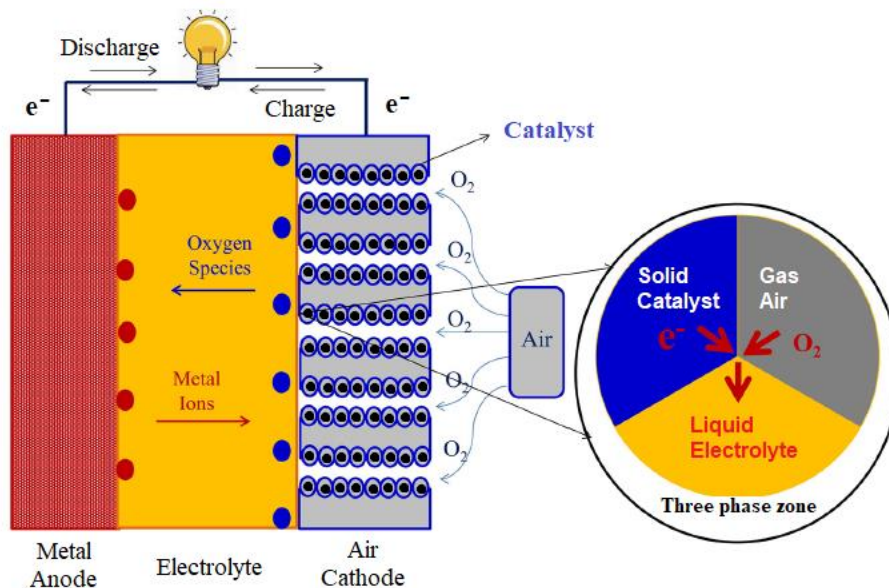 Discharge
e-
Charge
e-
Catalyst
O2
O2
O2
O2
O2
Oxygen
Species
Metal
Ions
Air
Solid
Catalyst
Gas
Air
e-
O2
Liquid
Electrolyte
Three phase zone
Metal
Anode
Electrolyte
Air
Cathode